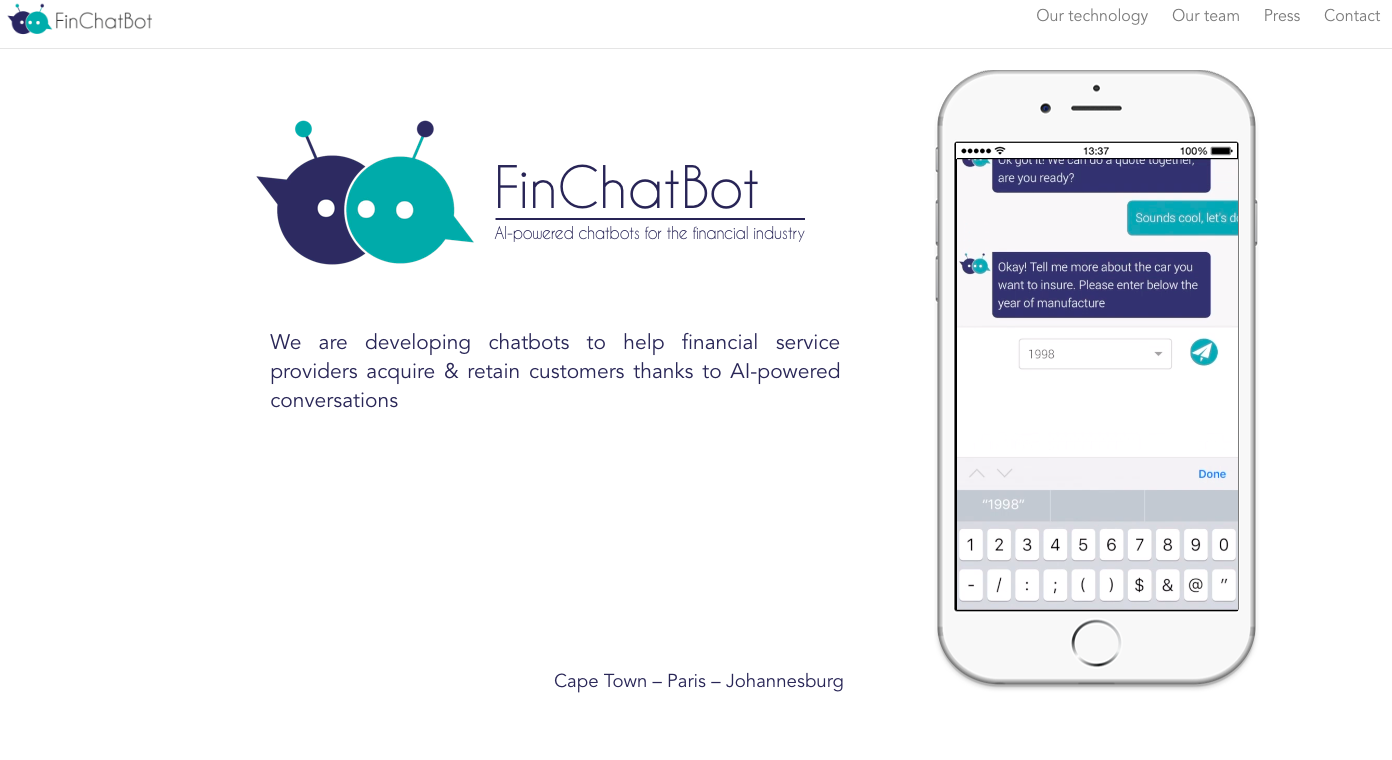 FinChatBot
Our technology
Our team
Press
Contact
FinChatBot
AI-powered chatbots for the financial industry
We are developing chatbots to help financial service
providers acquire & retain customers thanks to AI-powered
conversations
Cape Town – Paris – Johannesburg
13:37
100%
Ok got it! We can do a quote together,
are you ready?
Sounds cool, let's d
Okay! Tell me more about the car you
want to insure. Please enter below the
year of manufacture
1998
Done
“1998”
1 2 3 4 5 6 7 8 9 0
- / : ; ( ) $ & @ "